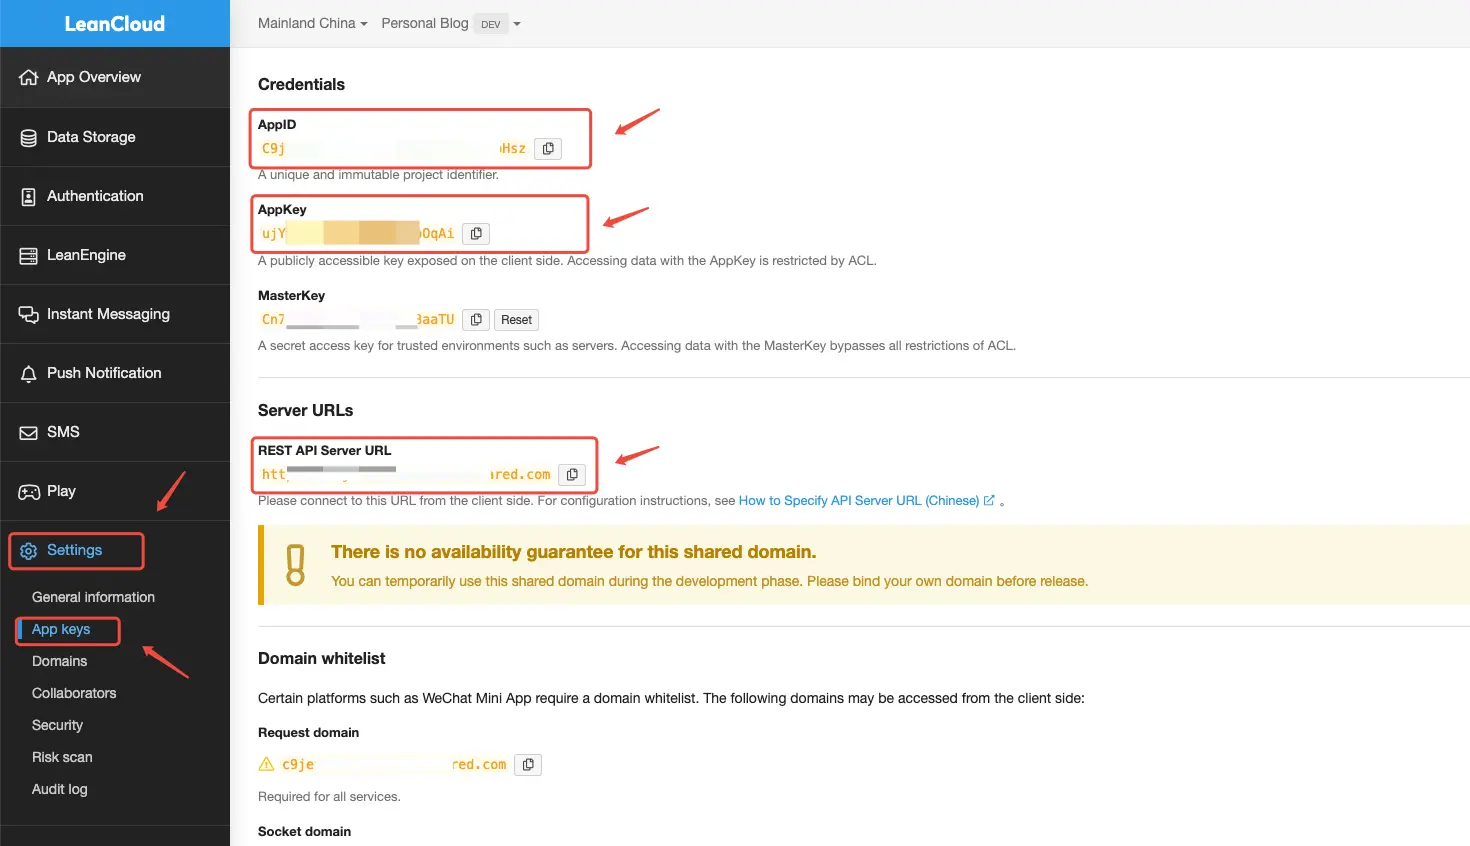 LeanCloud
Mainland China
Personal Blog DEV
App Overview
Data Storage
Authentication
LeanEngine
Instant Messaging
Push Notification
SMS
Play
Settings
General information
App keys
Domains
Collaborators
Security
Risk scan
Audit log
Credentials
AppID
C9j Hsz
A unique and immutable project identifier.
AppKey
ujY OqAi
A publicly accessible key exposed on the client side. Accessing data with the AppKey is restricted by ACL.
MasterKey
Cn7 aaTU
Reset
A secret access key for trusted environments such as servers. Accessing data with the MasterKey bypasses all restrictions of ACL.
Server URLs
REST API Server URL
htt ared.com
Please connect to this URL from the client side. For configuration instructions, see How to Specify API Server URL (Chinese) 。
There is no availability guarantee for this shared domain.
You can temporarily use this shared domain during the development phase. Please bind your own domain before release.
Domain whitelist
Certain platforms such as WeChat Mini App require a domain whitelist. The following domains may be accessed from the client side:
Request domain
c9je red.com
Required for all services.
Socket domain